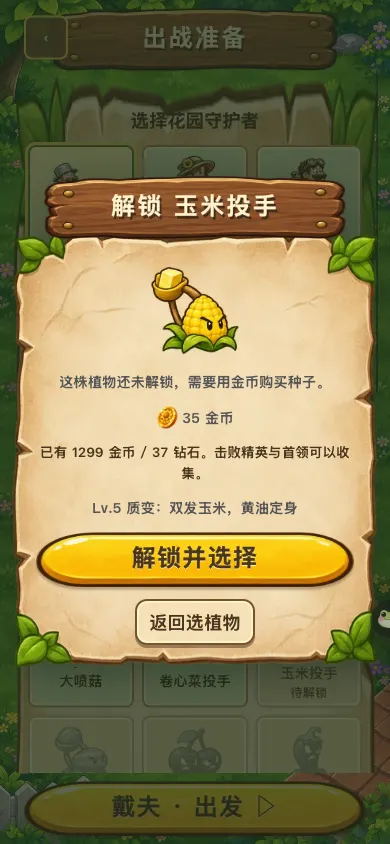 出战准备
选择花园守护者
解锁 玉米投手
这株植物还未解锁，需要用金币购买种子。
35 金币
已有 1299 金币 / 37 钻石。击败精英与首领可以收
集。
Lv.5 质变：双发玉米，黄油定身
解锁并选择
返回选植物
大喷菇
卷心菜投手
玉米投手
待解锁
戴夫 · 出发 ▷